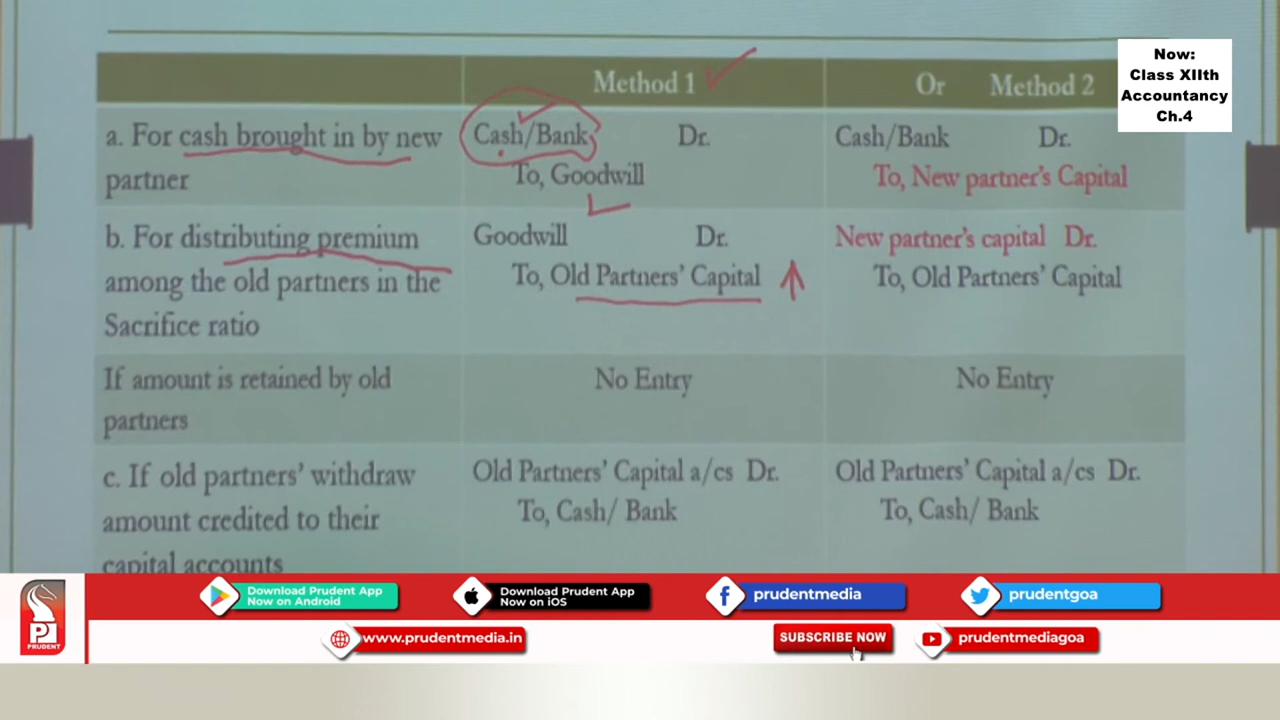 Now:
Class XIIth
Accountancy
Ch.4
Method 1
Or Method 2
a. For cash brought in by new
partner
Cash/Bank Dr.
To, Goodwill
Cash/Bank Dr.
To, New partner's Capital
b. For distributing premium
among the old partners in the
Sacrifice ratio
Goodwill Dr.
To, Old Partners' Capital
New partner's capital Dr.
To, Old Partners' Capital
If amount is retained by old
partners
No Entry
No Entry
c. If old partners' withdraw
amount credited to their
capital accounts
Old Partners' Capital a/cs Dr.
To, Cash/ Bank
Old Partners' Capital a/cs Dr.
To, Cash/ Bank
PRUDENT
Download Prudent App
Now on Android
Download Prudent App
Now on iOS
prudentmedia
prudentgoa
www.prudentmedia.in
SUBSCRIBE NOW
prudentmediagoa